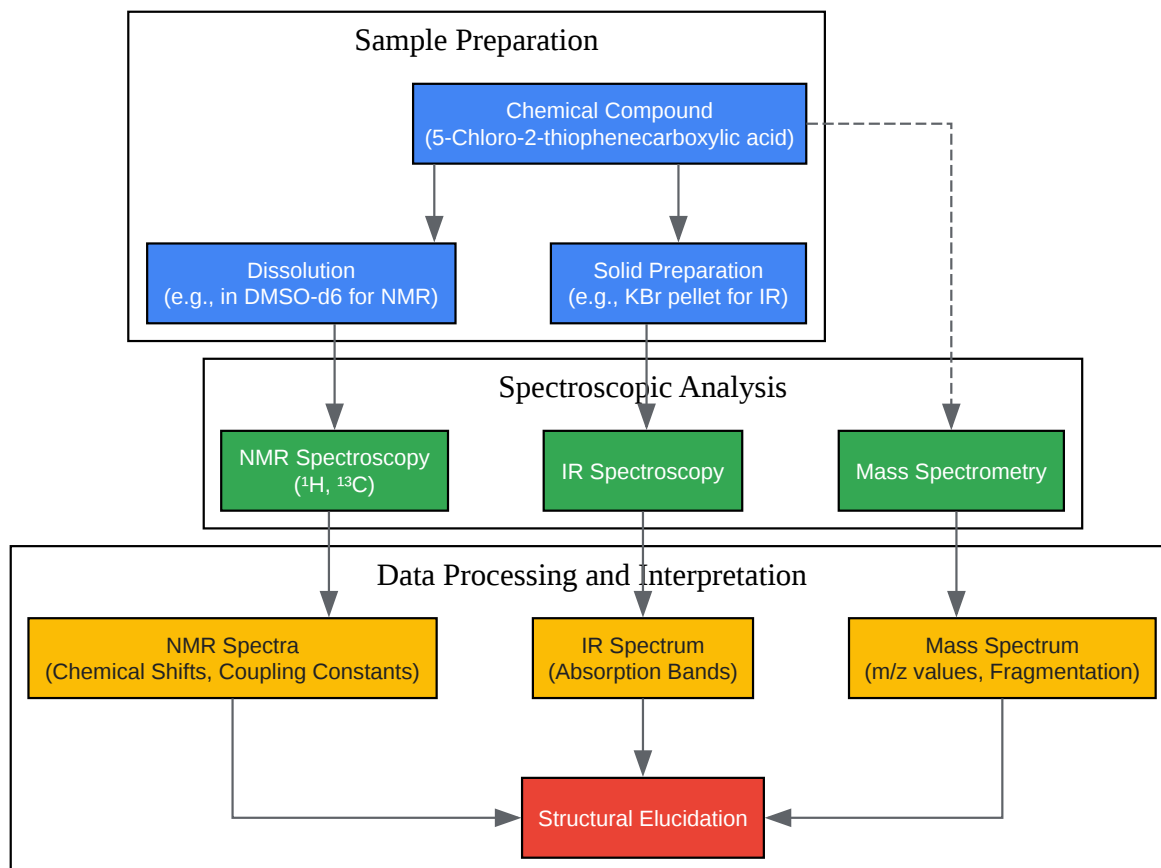 Sample Preparation
Chemical Compound
(5-Chloro-2-thiophenecarboxylic acid)
Dissolution
(e.g., in DMSO-d6 for NMR)
Solid Preparation
(e.g., KBr pellet for IR)
Spectroscopic Analysis
NMR Spectroscopy
(¹H, ¹³C)
IR Spectroscopy
Mass Spectrometry
Data Processing and Interpretation
NMR Spectra
(Chemical Shifts, Coupling Constants)
IR Spectrum
(Absorption Bands)
Mass Spectrum
(m/z values, Fragmentation)
Structural Elucidation